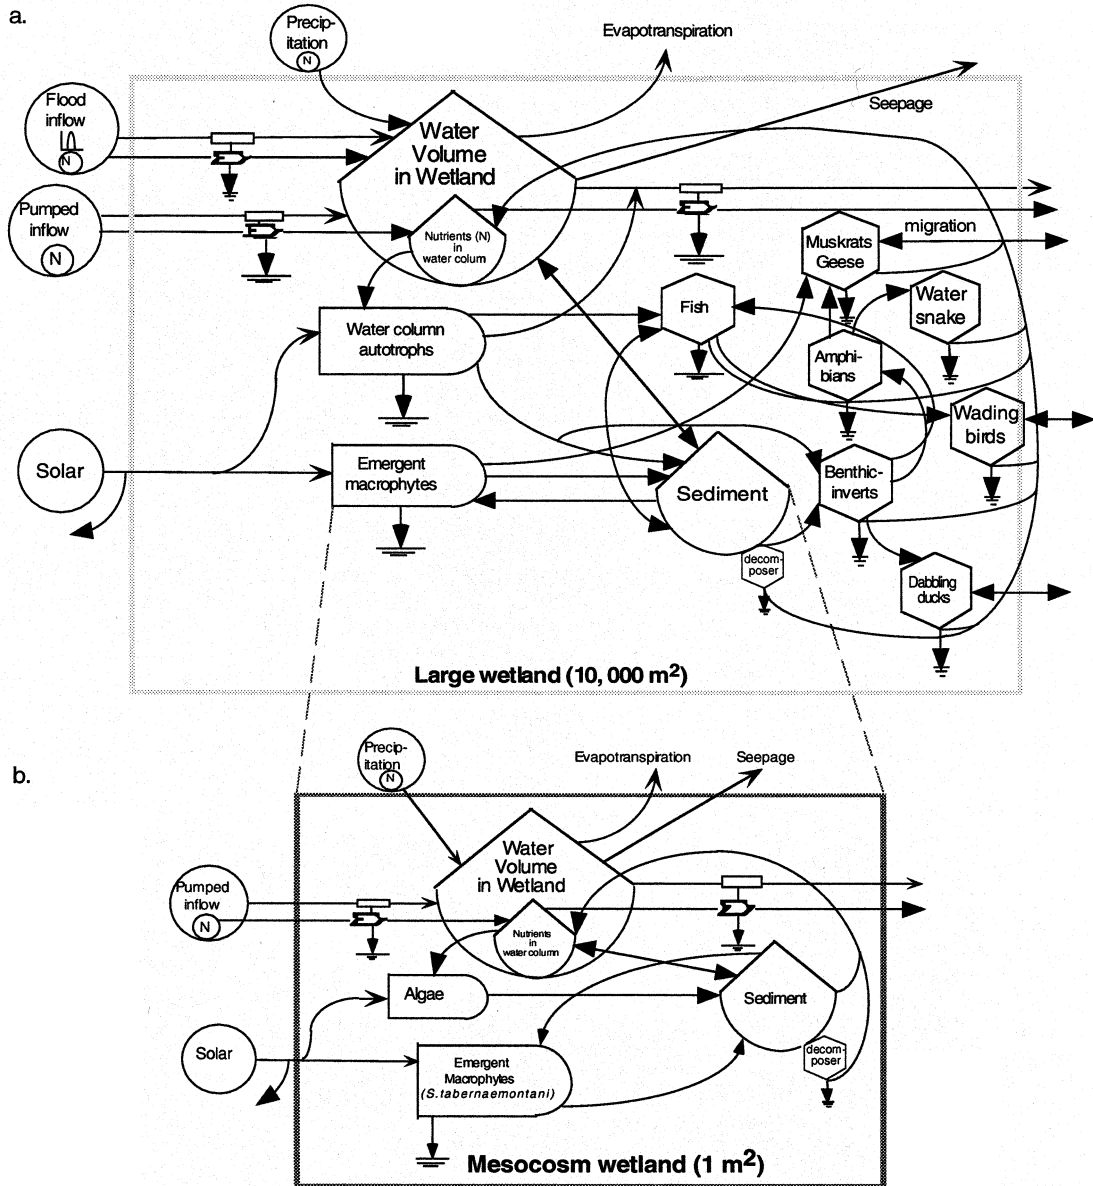 a.
Precip-
itation
N
Evapotranspiration
Seepage
Flood
inflow
N
Water
Volume
in Wetland
Pumped
inflow
N
Nutrients (N)
in
water colum
migration
Muskrats
Geese
Water
snake
Fish
Water column
autotrophs
Amphi-
bians
Wading
birds
Solar
Emergent
macrophytes
Sediment
Benthic-
inverts
decom-
poser
Dabbling
ducks
Large wetland (10, 000 m²)
b.
Precip-
itation
N
Evapotranspiration
Seepage
Water
Volume
in Wetland
Pumped
inflow
N
Nutrients
in
water column
Algae
Sediment
Solar
Emergent
Macrophytes
(S.tabernaemontani)
decom-
poser
Mesocosm wetland (1 m²)